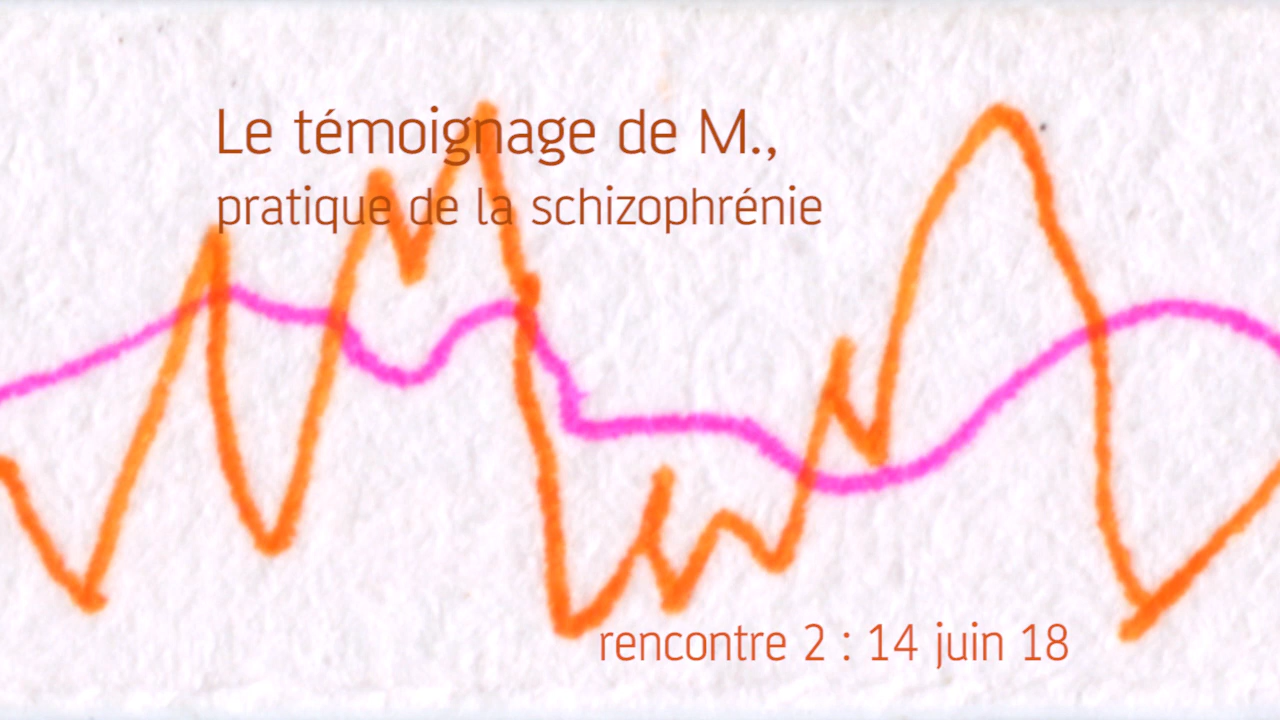 Le témoignage de M.,
pratique de la schizophrénie
rencontre 2 : 14 juin 18